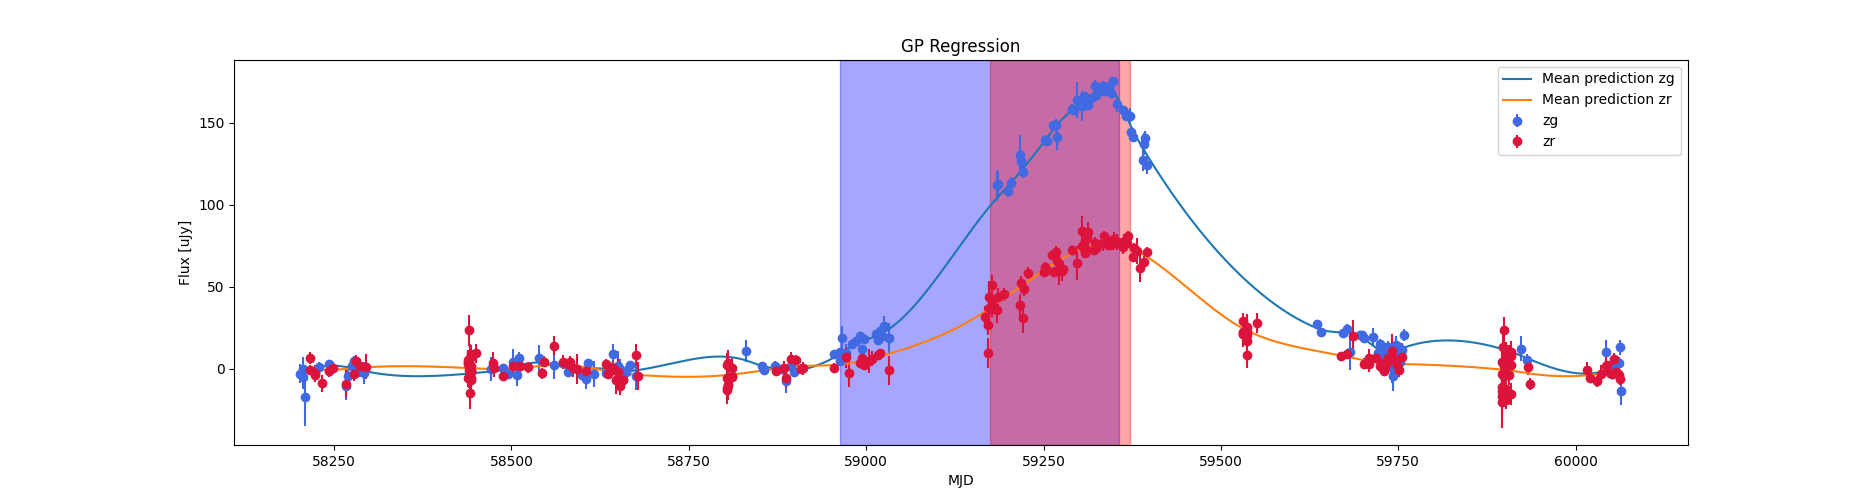 GP Regression
Mean prediction zg
Mean prediction zr
zg
zr
Flux [uJy]
150
100
50
0
58250
58500
58750
59000
59250
59500
59750
60000
MJD